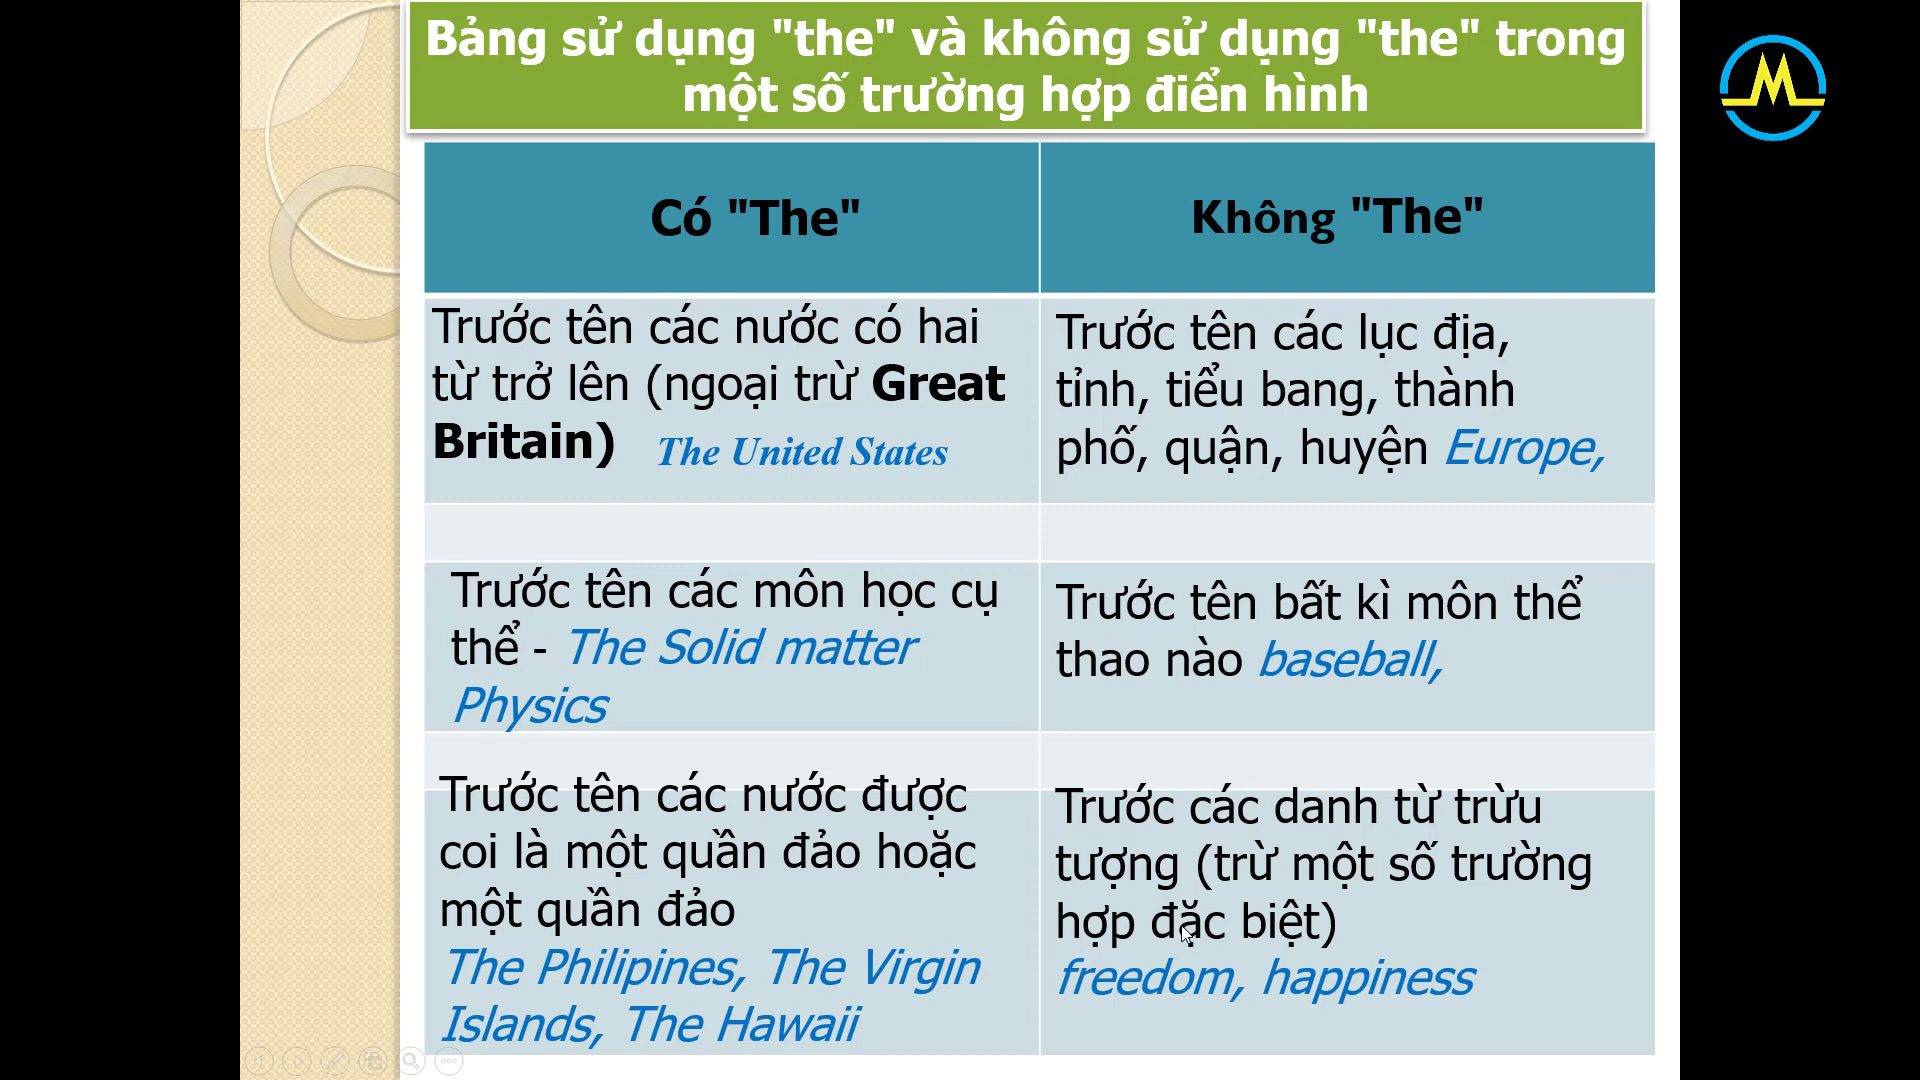 Bảng sử dụng "the" và không sử dụng "the" trong
một số trường hợp điển hình
Có "The"
Không "The"
Trước tên các nước có hai
từ trở lên (ngoại trừ Great
Britain) The United States
Trước tên các lục địa,
tỉnh, tiểu bang, thành
phố, quận, huyện Europe,
Trước tên các môn học cụ
thể - The Solid matter
Physics
Trước tên bất kì môn thể
thao nào baseball,
Trước tên các nước được
coi là một quần đảo hoặc
một quần đảo
The Philipines, The Virgin
Islands, The Hawaii
Trước các danh từ trừu
tượng (trừ một số trường
hợp đặc biệt)
freedom, happiness